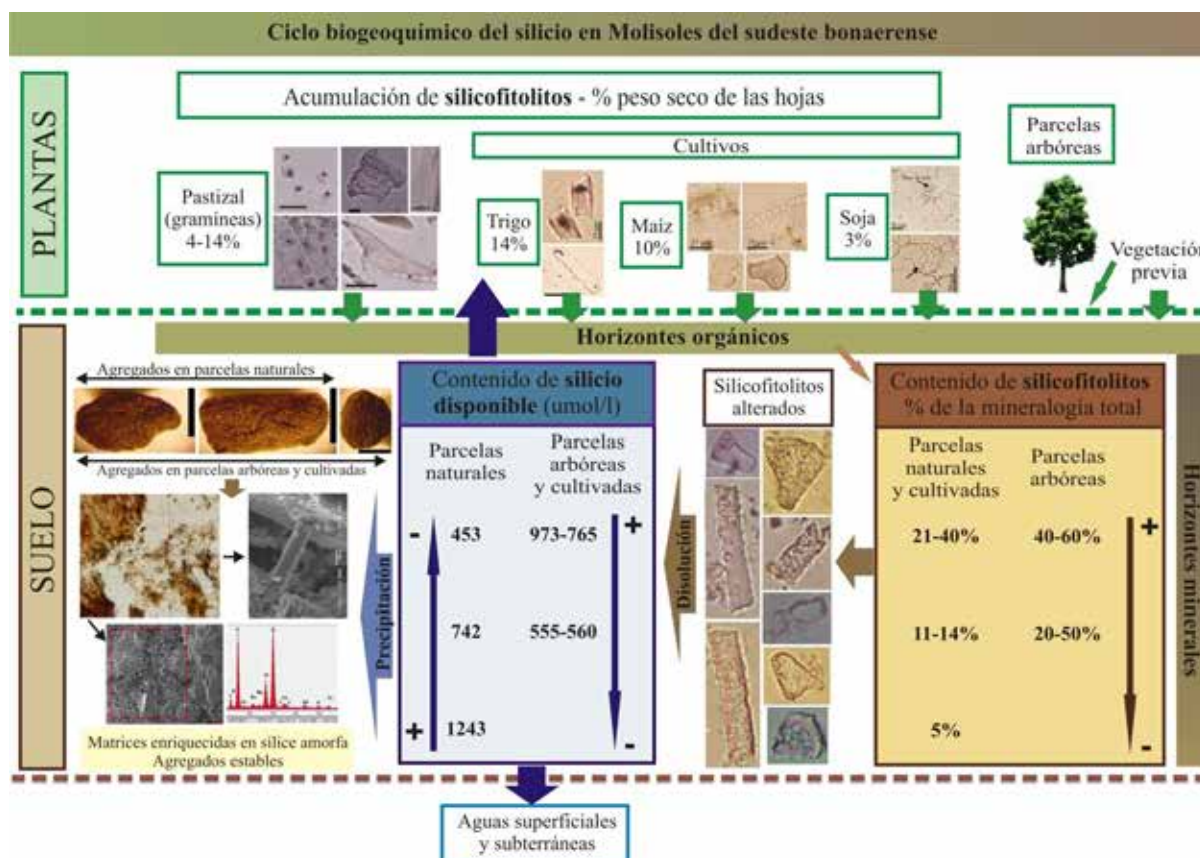 Ciclo biogeoquímico del silicio en Molisoles del sudeste bonaerense
PLANTAS
Acumulación de silicofitolitos - % peso seco de las hojas
Cultivos
Parcelas
arbóreas
Pastizal
(gramíneas)
4-14%
Trigo
14%
Maiz
10%
Soja
3%
Vegetación
previa
SUELO
Horizontes orgánicos
Horizontes minerales
Agregados en parcelas naturales
Agregados en parcelas arbóreas y cultivadas
Matrices enriquecidas en sílice amorfa
Agregados estables
Precipitación
Contenido de silicio
disponible (umol/l)
Parcelas
naturales
Parcelas
arbóreas
y cultivadas
- 453 973-765 +
742 555-560
+ 1243 -
Disolución
Silicofitolitos
alterados
Contenido de silicofitolitos
% de la mineralogía total
Parcelas
naturales
y cultivadas
Parcelas
arbóreas
21-40% 40-60% +
11-14% 20-50%
5% -
Aguas superficiales
y subterráneas